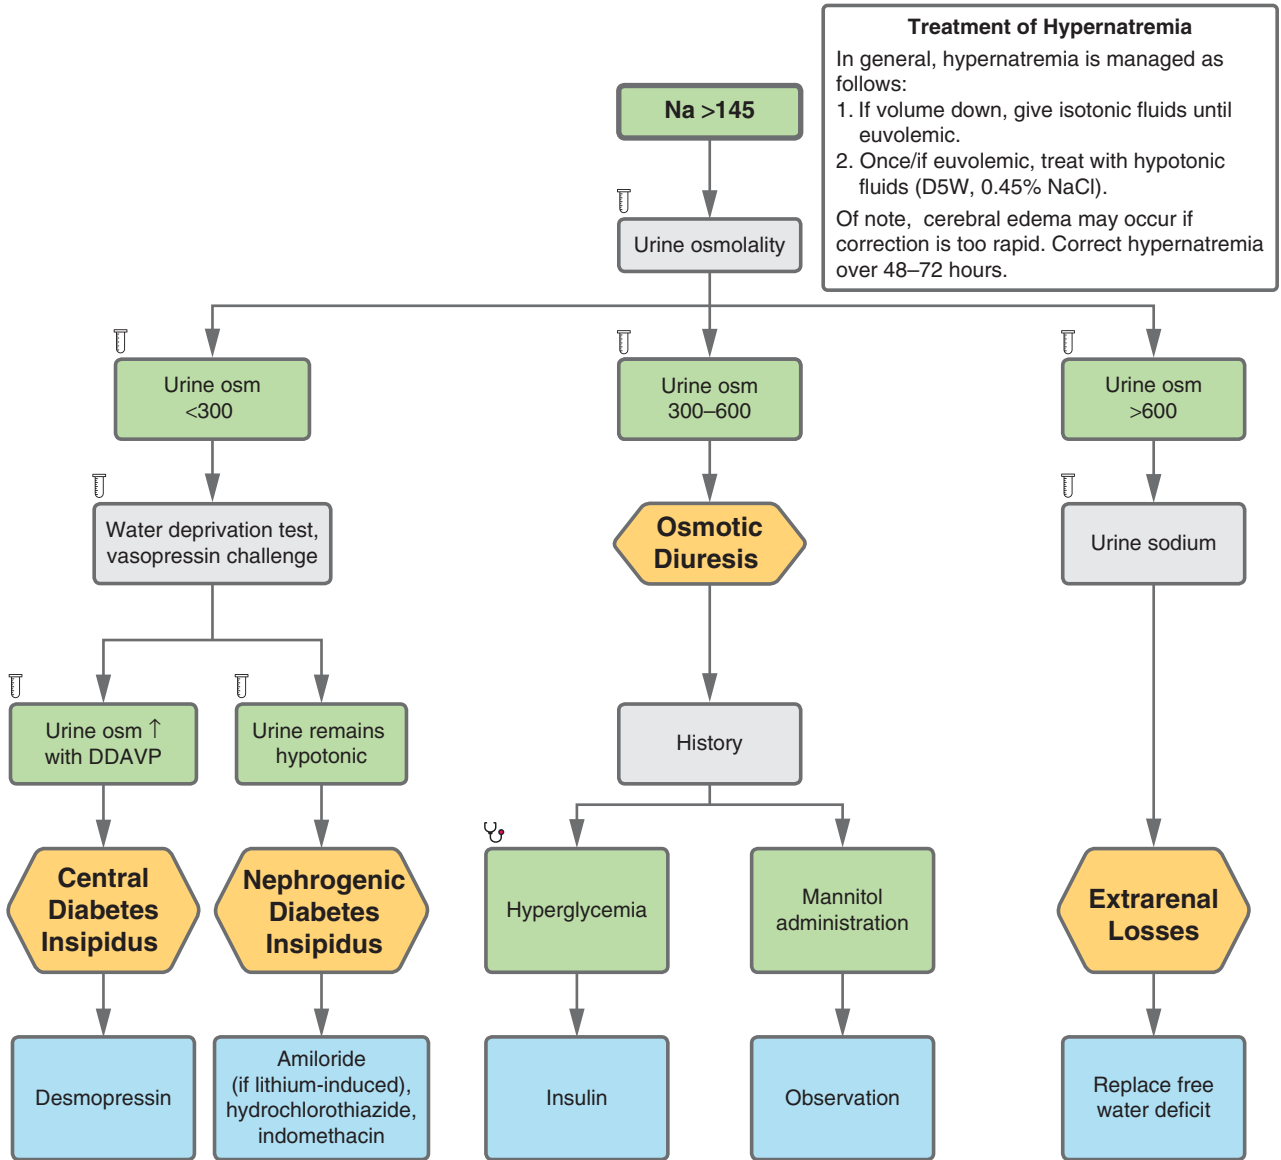 Treatment of Hypernatremia
In general, hypernatremia is managed as
follows:
1. If volume down, give isotonic fluids until
euvolemic.
2. Once/if euvolemic, treat with hypotonic
fluids (D5W, 0.45% NaCl).
Of note, cerebral edema may occur if
correction is too rapid. Correct hypernatremia
over 48–72 hours.
Na >145
Urine osmolality
Urine osm
<300
Urine osm
300–600
Urine osm
>600
Water deprivation test,
vasopressin challenge
Osmotic
Diuresis
Urine sodium
Urine osm ↑
with DDAVP
Urine remains
hypotonic
History
Central
Diabetes
Insipidus
Nephrogenic
Diabetes
Insipidus
Hyperglycemia
Mannitol
administration
Extrarenal
Losses
Desmopressin
Amiloride
(if lithium-induced),
hydrochlorothiazide,
indomethacin
Insulin
Observation
Replace free
water deficit